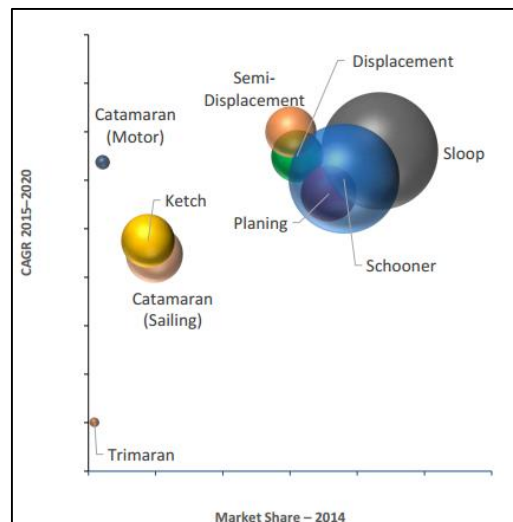 Displacement
Semi-
Displacement
Catamaran
(Motor)
Sloop
Ketch
Planing
Schooner
Catamaran
(Sailing)
Trimaran
CAGR 2015–2020
Market Share – 2014